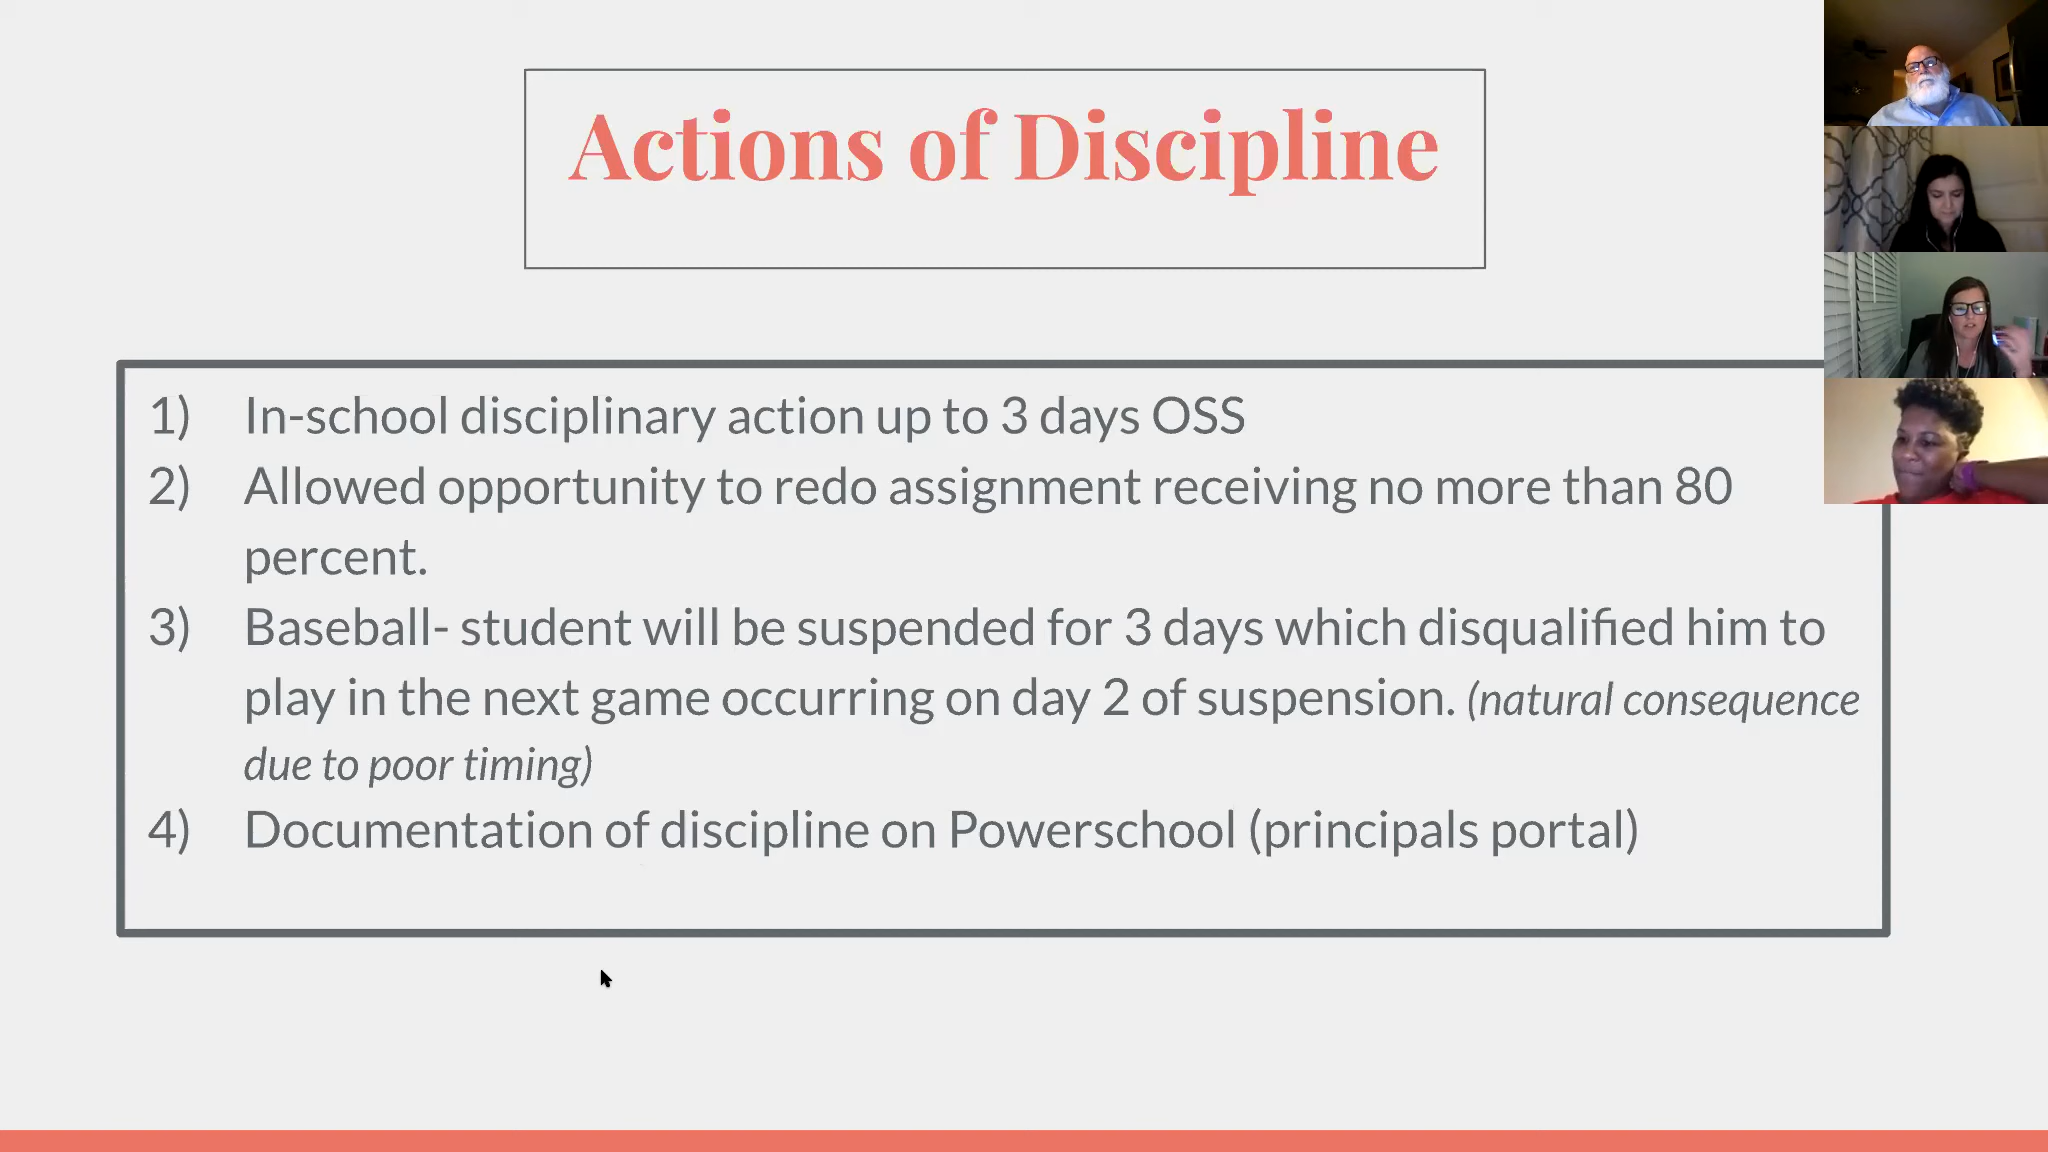 Actions of Discipline
1) In-school disciplinary action up to 3 days OSS
2) Allowed opportunity to redo assignment receiving no more than 80
percent.
3) Baseball- student will be suspended for 3 days which disqualified him to
play in the next game occurring on day 2 of suspension. (natural consequence
due to poor timing)
4) Documentation of discipline on Powerschool (principals portal)